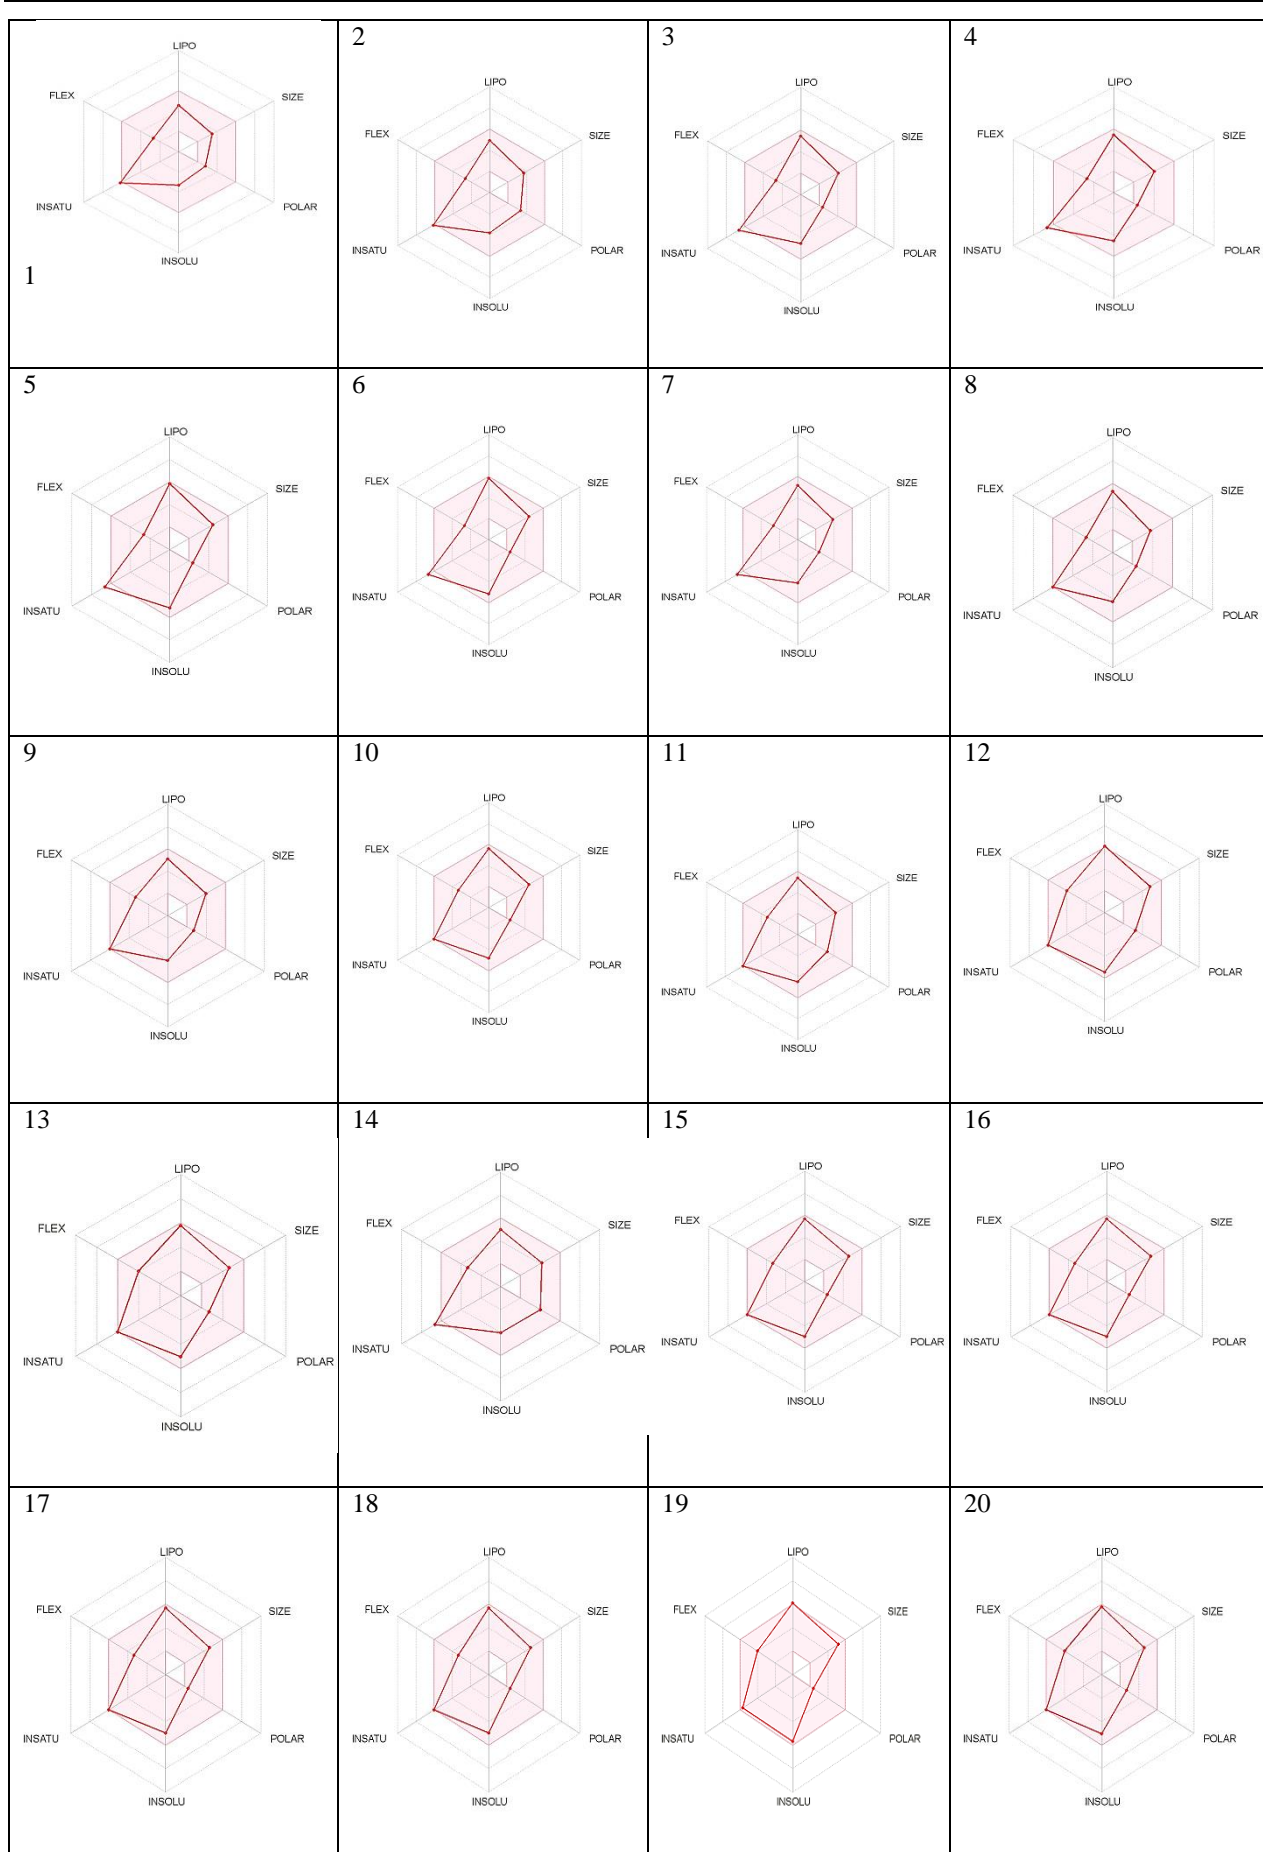 1
LIPO
FLEX
SIZE
INSATU
POLAR
INSOLU
2
LIPO
FLEX
SIZE
INSATU
POLAR
INSOLU
3
LIPO
FLEX
SIZE
INSATU
POLAR
INSOLU
4
LIPO
FLEX
SIZE
INSATU
POLAR
INSOLU
5
LIPO
FLEX
SIZE
INSATU
POLAR
INSOLU
6
LIPO
FLEX
SIZE
INSATU
POLAR
INSOLU
7
LIPO
FLEX
SIZE
INSATU
POLAR
INSOLU
8
LIPO
FLEX
SIZE
INSATU
POLAR
INSOLU
9
LIPO
FLEX
SIZE
INSATU
POLAR
INSOLU
10
LIPO
FLEX
SIZE
INSATU
POLAR
INSOLU
11
LIPO
FLEX
SIZE
INSATU
POLAR
INSOLU
12
LIPO
FLEX
SIZE
INSATU
POLAR
INSOLU
13
LIPO
FLEX
SIZE
INSATU
POLAR
INSOLU
14
LIPO
FLEX
SIZE
INSATU
POLAR
INSOLU
15
LIPO
FLEX
SIZE
INSATU
POLAR
INSOLU
16
LIPO
FLEX
SIZE
INSATU
POLAR
INSOLU
17
LIPO
FLEX
SIZE
INSATU
POLAR
INSOLU
18
LIPO
FLEX
SIZE
INSATU
POLAR
INSOLU
19
LIPO
FLEX
SIZE
INSATU
POLAR
INSOLU
20
LIPO
FLEX
SIZE
INSATU
POLAR
INSOLU